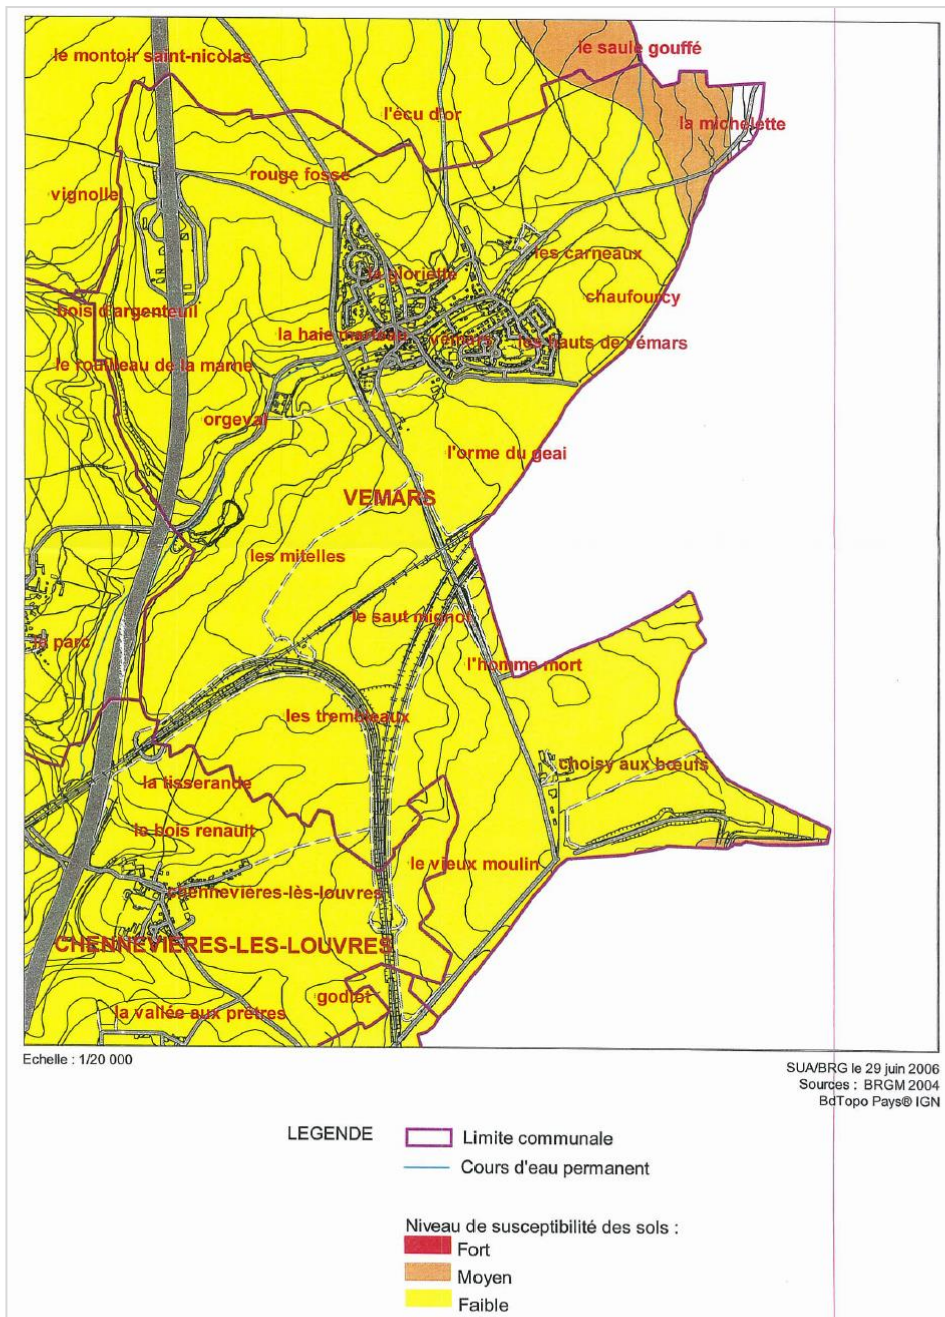 le saule gouffé
le montoir saint-nicolas
l'écu d'or
la michelette
rouge fosse
vignolle
les carneaux
la gloriette
chaufourcy
bois d'argenteuil
la haie
vémars
les hauts de vémars
le rouilleau de la marne
orgeval
l'orme du geai
VEMARS
les mitelles
le saut mignot
le parc
l'homme mort
les trembleaux
choisy aux bœufs
la tisserande
le bois renault
le vieux moulin
chennevières-lès-louvres
CHENNEVIERES-LES-LOUVRES
godiot
la vallée aux prêtres
Echelle : 1/20 000
SUA/BRG le 29 juin 2006
Sources : BRGM 2004
BdTopo Pays® IGN
LEGENDE
Limite communale
Cours d'eau permanent
Niveau de susceptibilité des sols :
Fort
Moyen
Faible